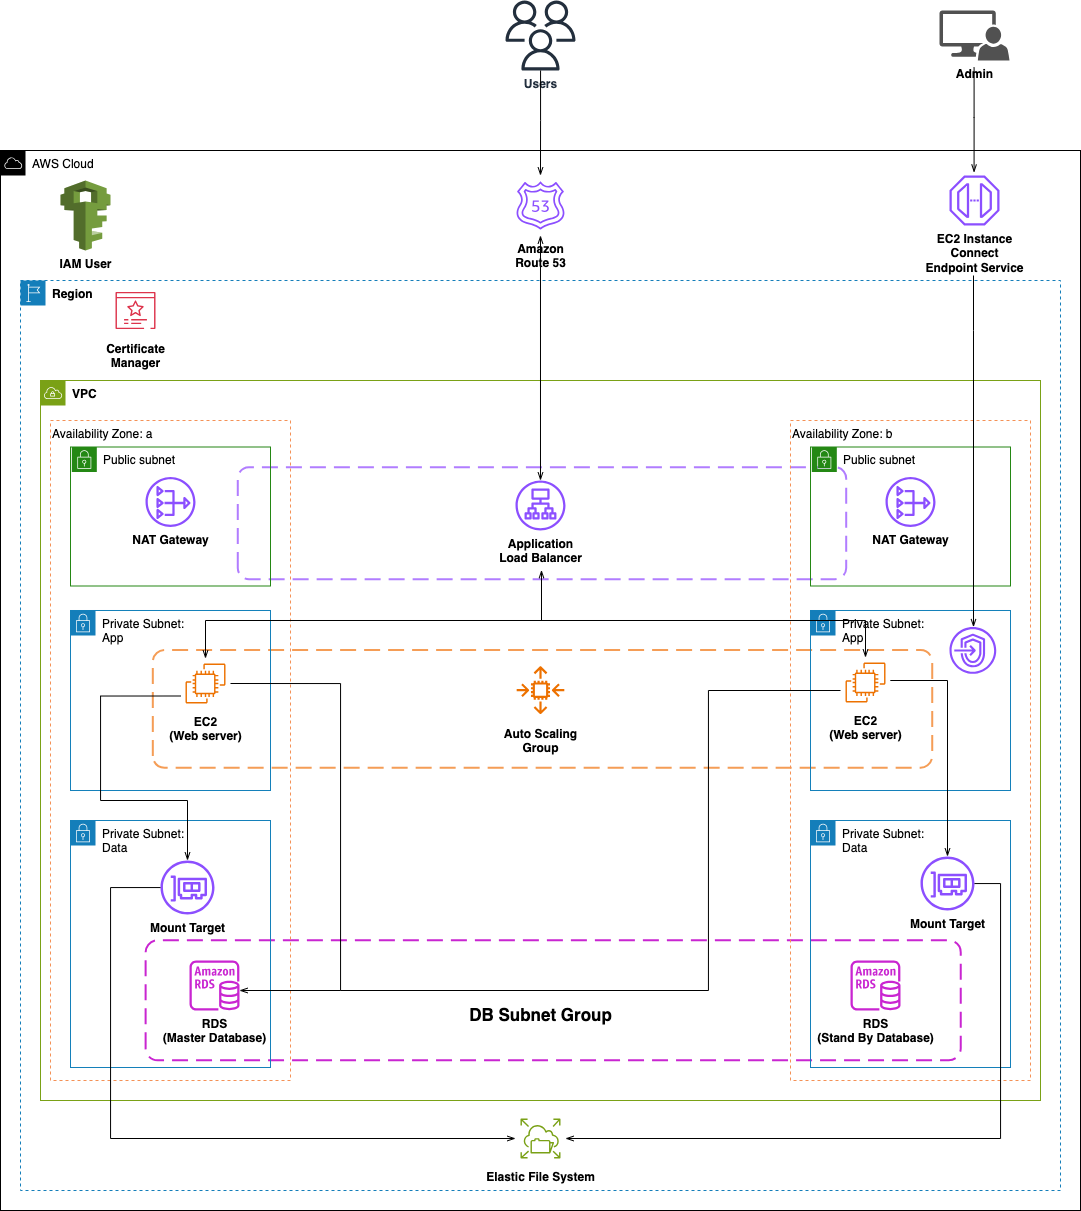 Users
Admin
AWS Cloud
53
IAM User
Amazon
Route 53
EC2 Instance
Connect
Endpoint Service
Region
Certificate
Manager
VPC
Availability Zone: a
Availability Zone: b
Public subnet
Public subnet
NAT Gateway
Application
Load Balancer
NAT Gateway
Private Subnet:
App
Private Subnet:
App
EC2
(Web server)
Auto Scaling
Group
EC2
(Web server)
Private Subnet:
Data
Private Subnet:
Data
Mount Target
Mount Target
Amazon
RDS
RDS
(Master Database)
DB Subnet Group
Amazon
RDS
RDS
(Stand By Database)
Elastic File System